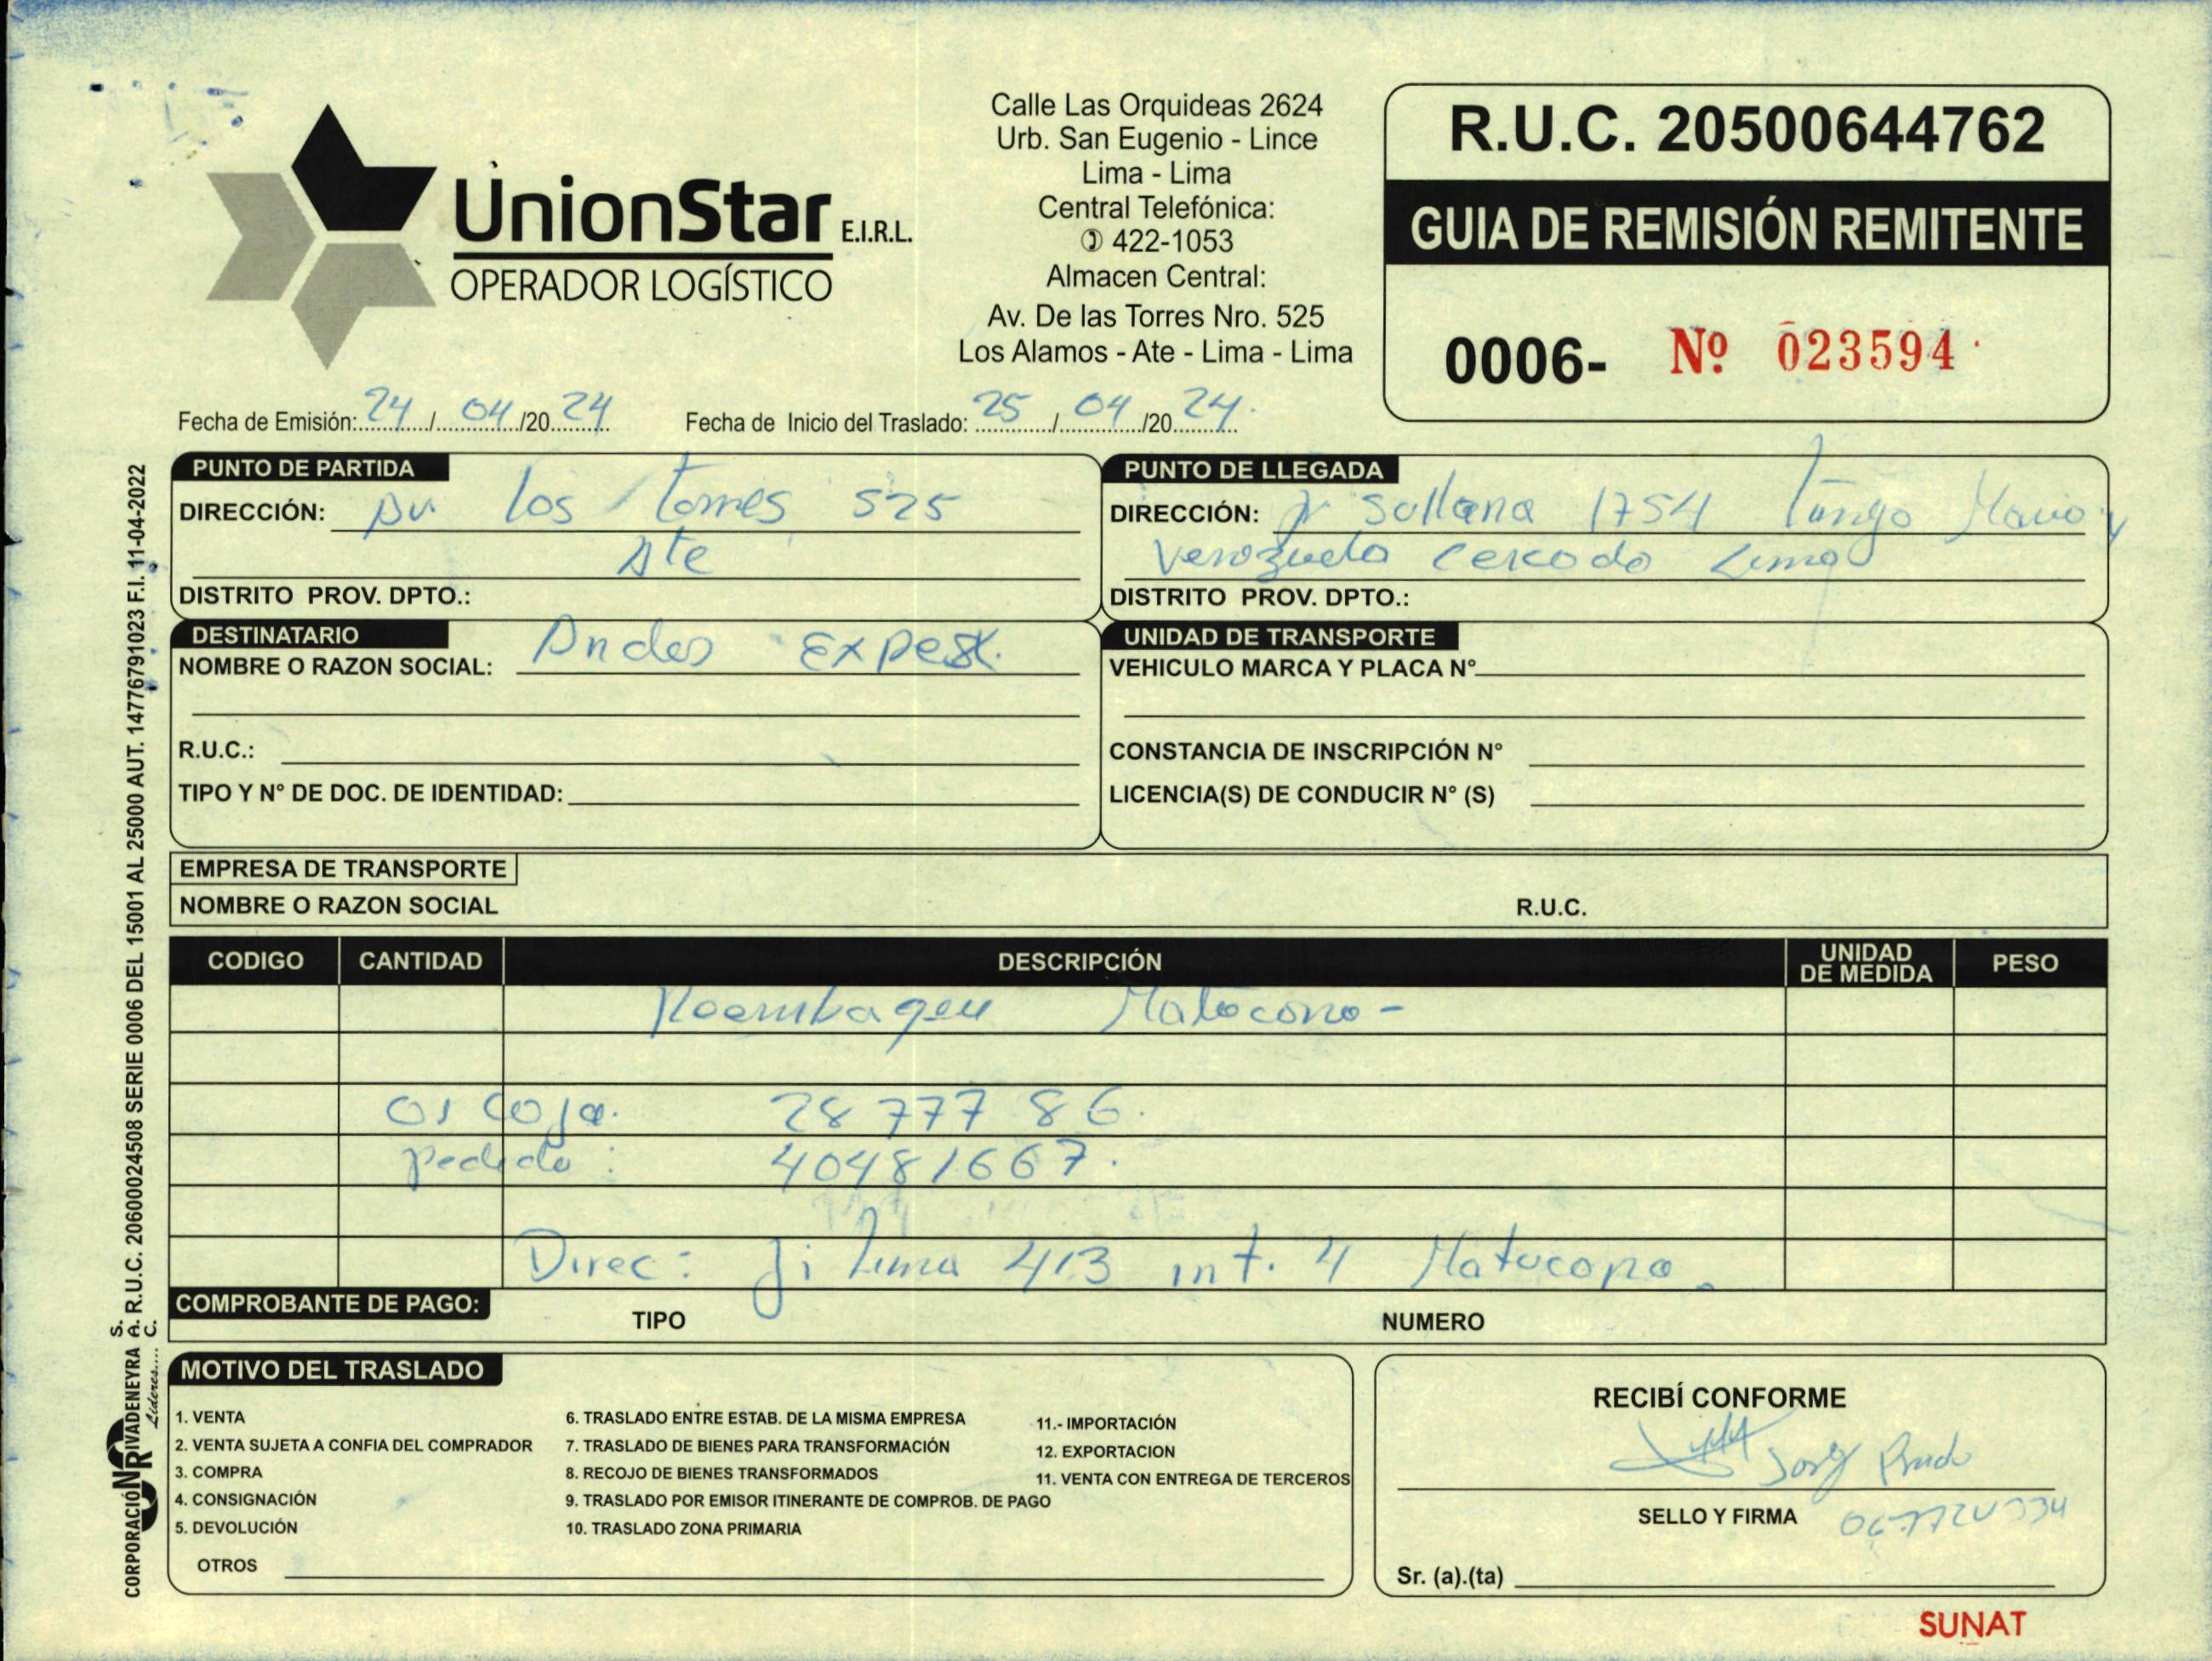 UnionStar E.I.R.L.
OPERADOR LOGÍSTICO
Calle Las Orquideas 2624
Urb. San Eugenio - Lince
Lima - Lima
Central Telefónica:
✆ 422-1053
Almacen Central:
Av. De las Torres Nro. 525
Los Alamos - Ate - Lima - Lima
R.U.C. 20500644762
GUIA DE REMISIÓN REMITENTE
0006- Nº 023594
Fecha de Emisión: 24 / 04 /20 24 Fecha de Inicio del Traslado: 25 / 04 /20 24
PUNTO DE PARTIDA
DIRECCIÓN: Av. Los Torres 525
Ate
DISTRITO PROV. DPTO.:
PUNTO DE LLEGADA
DIRECCIÓN: Jr Sullana 1754 Tingo María y
Venezuela Cercado Lima
DISTRITO PROV. DPTO.:
DESTINATARIO
NOMBRE O RAZON SOCIAL: Andes
R.U.C.:
TIPO Y N° DE DOC. DE IDENTIDAD:
UNIDAD DE TRANSPORTE
VEHICULO MARCA Y PLACA N°
CONSTANCIA DE INSCRIPCIÓN N°
LICENCIA(S) DE CONDUCIR N° (S)
EMPRESA DE TRANSPORTE
NOMBRE O RAZON SOCIAL R.U.C.
CODIGO CANTIDAD DESCRIPCIÓN UNIDAD DE MEDIDA PESO
01 Caja. 2877786.
pedido : 40481667.
Direc: Jr Lima 413 int. 4 Matucana.
COMPROBANTE DE PAGO:
TIPO NUMERO
MOTIVO DEL TRASLADO
1. VENTA
2. VENTA SUJETA A CONFIA DEL COMPRADOR
3. COMPRA
4. CONSIGNACIÓN
5. DEVOLUCIÓN
6. TRASLADO ENTRE ESTAB. DE LA MISMA EMPRESA
7. TRASLADO DE BIENES PARA TRANSFORMACIÓN
8. RECOJO DE BIENES TRANSFORMADOS
9. TRASLADO POR EMISOR ITINERANTE DE COMPROB. DE PAGO
10. TRASLADO ZONA PRIMARIA
11.- IMPORTACIÓN
12. EXPORTACION
11. VENTA CON ENTREGA DE TERCEROS
OTROS
RECIBÍ CONFORME
Prado
SELLO Y FIRMA
Sr. (a).(ta)
SUNAT
CORPORACIÓN RIVADENEYRA S.A.C. R.U.C. 20600024508 SERIE 0006 DEL 15001 AL 25000 AUT. 14776791023 F.I. 11-04-2022
Lideres....